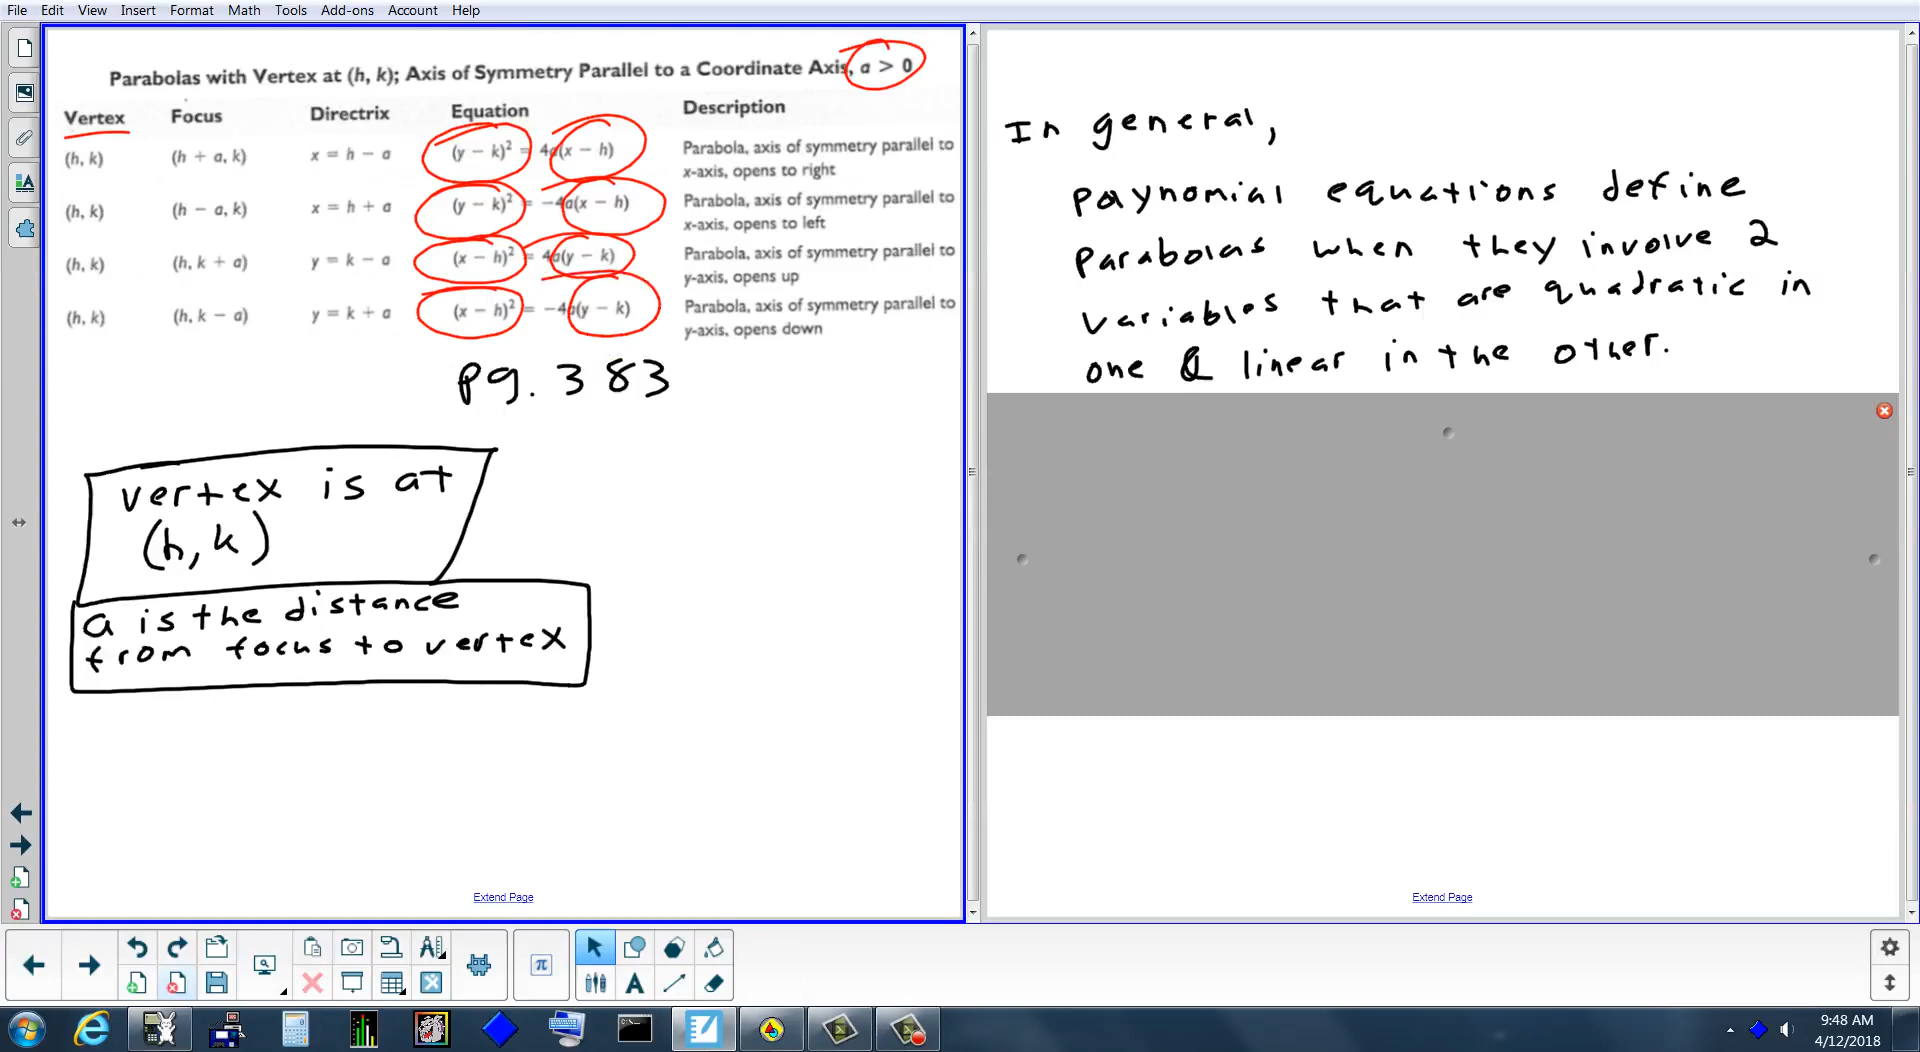 File Edit View Insert Format Math Tools Add-ons Account Help
Parabolas with Vertex at (h, k); Axis of Symmetry Parallel to a Coordinate Axis, a > 0
Vertex Focus Directrix Equation Description
(h, k) (h + a, k) x = h − a (y − k)² = 4a(x − h) Parabola, axis of symmetry parallel to
x-axis, opens to right
(h, k) (h − a, k) x = h + a (y − k)² = −4a(x − h) Parabola, axis of symmetry parallel to
x-axis, opens to left
(h, k) (h, k + a) y = k − a (x − h)² = 4a(y − k) Parabola, axis of symmetry parallel to
y-axis, opens up
(h, k) (h, k − a) y = k + a (x − h)² = −4a(y − k) Parabola, axis of symmetry parallel to
y-axis, opens down
pg. 383
vertex is at
(h, k)
a is the distance
from focus to vertex
Extend Page
In general,
polynomial equations define
parabolas when they involve 2
variables that are quadratic in
one & linear in the other.
Extend Page
π
A
9:48 AM
4/12/2018